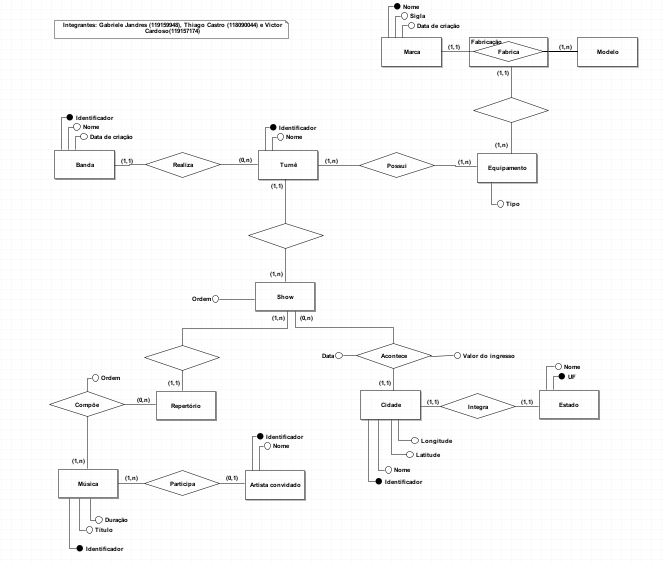 Integrantes: Gabriele Jandres (119159948), Thiago Castro (118090044) e Victor
Cardoso(119157174)
Nome
Sigla
Data de criação
Marca
(1,1)
Fabricação
Fabrica
(1,n)
Modelo
(1,1)
Identificador
Nome
Data de criação
Banda
(1,1)
Realiza
(0,n)
Identificador
Nome
Turnê
(1,n)
Possui
(1,n)
(1,n)
Equipamento
Tipo
(1,1)
(1,n)
Ordem
Show
(1,n)
(0,n)
Data
Acontece
Valor do ingresso
(1,1)
(1,1)
Ordem
Compõe
(0,n)
Repertório
Cidade
(1,1)
Integra
(1,1)
Nome
UF
Estado
Longitude
Latitude
Nome
Identificador
(1,n)
Música
(1,n)
Participa
(0,1)
Identificador
Nome
Artista convidado
Duração
Título
Identificador